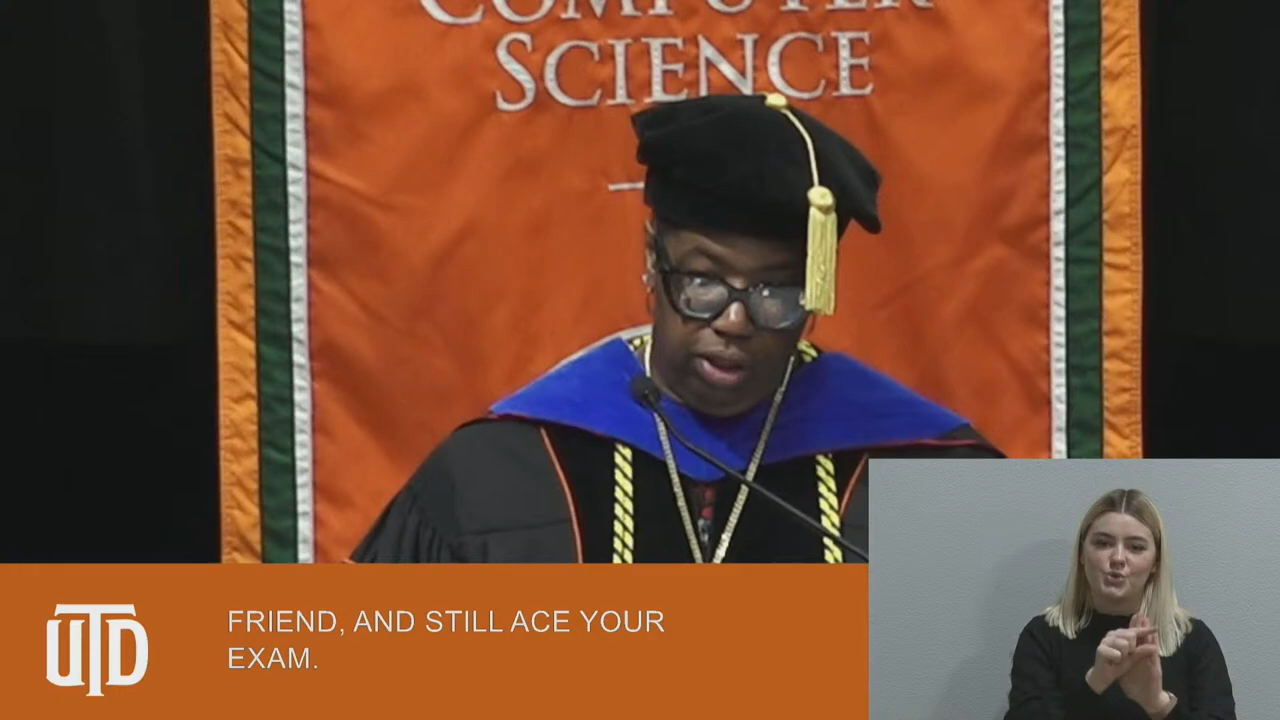 COMPUTER
SCIENCE
UTD
FRIEND, AND STILL ACE YOUR
EXAM.